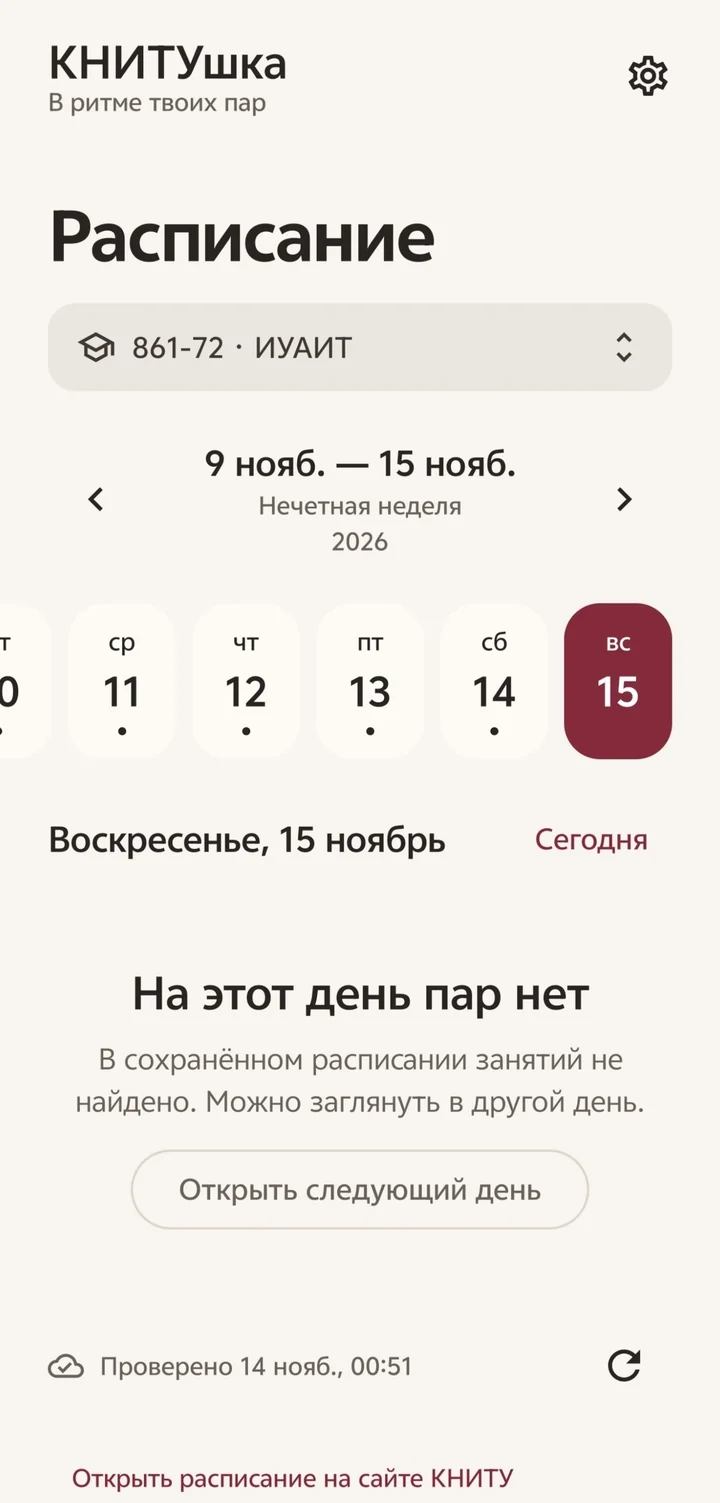 КНИТУшка
В ритме твоих пар
Расписание
861-72 · ИУАИТ
9 нояб. — 15 нояб.
Нечетная неделя
2026
т ср чт пт сб вс
0 11 12 13 14 15
Воскресенье, 15 ноябрь
Сегодня
На этот день пар нет
В сохранённом расписании занятий не
найдено. Можно заглянуть в другой день.
Открыть следующий день
Проверено 14 нояб., 00:51
Открыть расписание на сайте КНИТУ